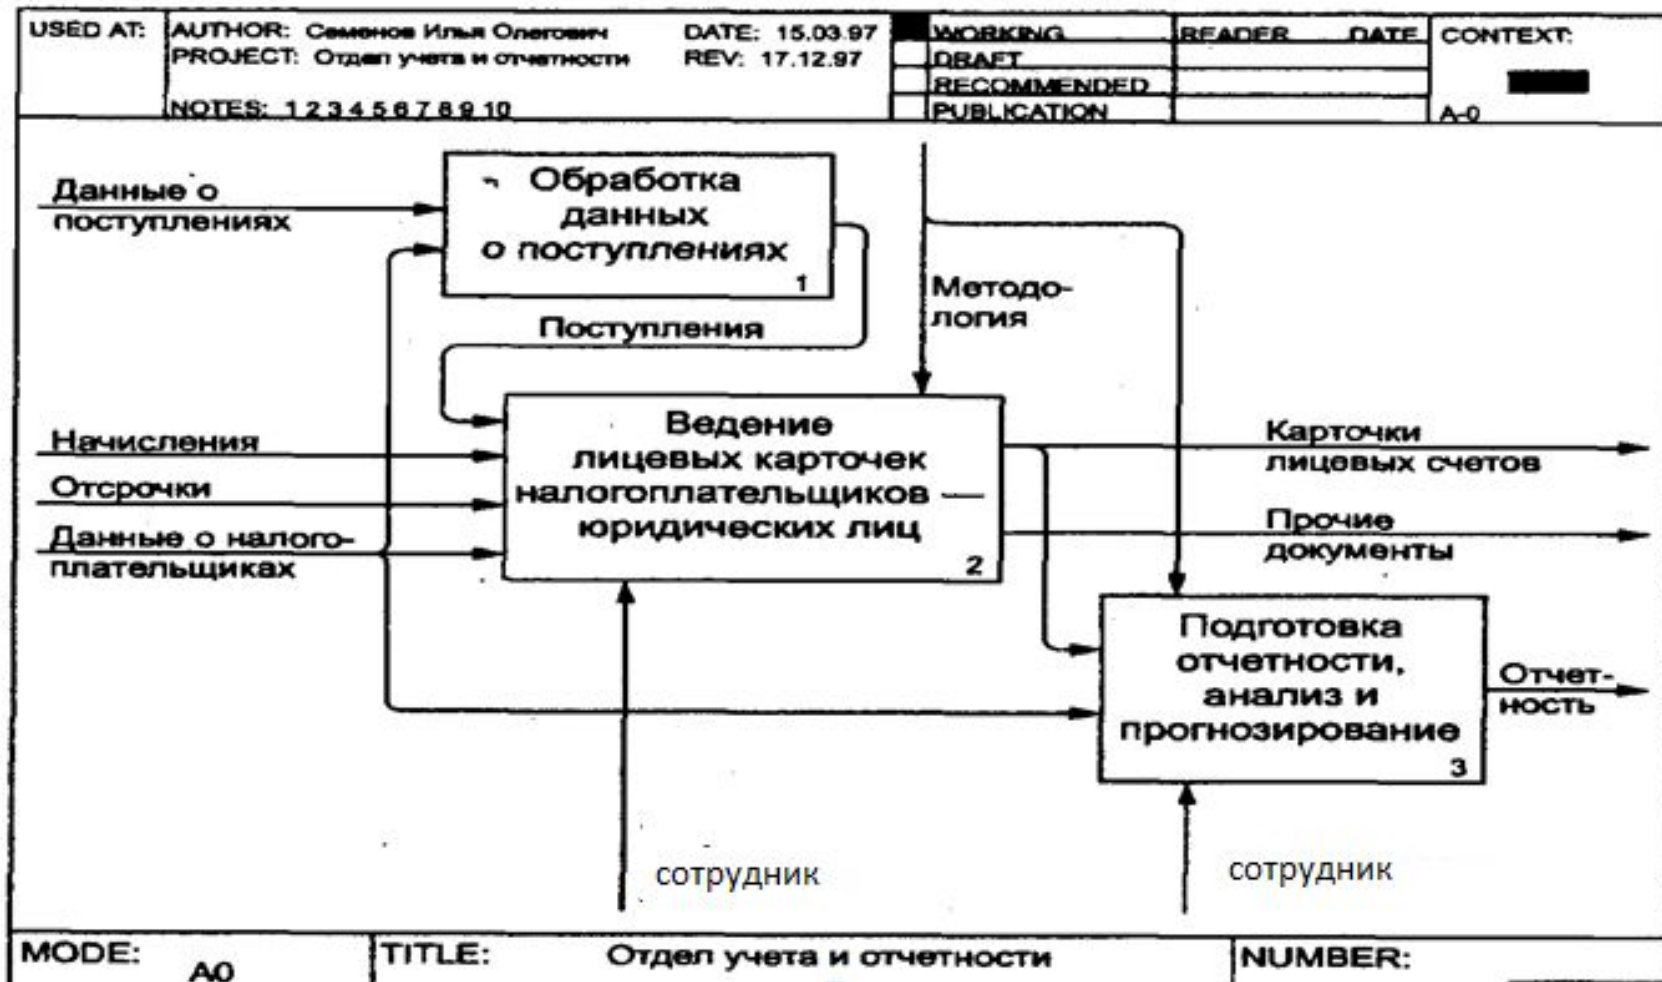 USED AT:
AUTHOR: Семенов Илья Олегович
DATE: 15.03.97
PROJECT: Отдел учета и отчетности
REV: 17.12.97
NOTES: 1 2 3 4 5 6 7 8 9 10
WORKING
DRAFT
RECOMMENDED
PUBLICATION
READER DATE
CONTEXT:
A-0
Данные о
поступлениях
Обработка
данных
о поступлениях
1
Методо-
логия
Поступления
Начисления
Отсрочки
Данные о налого-
плательщиках
Ведение
лицевых карточек
налогоплательщиков —
юридических лиц
2
Карточки
лицевых счетов
Прочие
документы
Подготовка
отчетности,
анализ и
прогнозирование
3
Отчет-
ность
сотрудник
сотрудник
MODE:
A0
TITLE:
Отдел учета и отчетности
NUMBER: